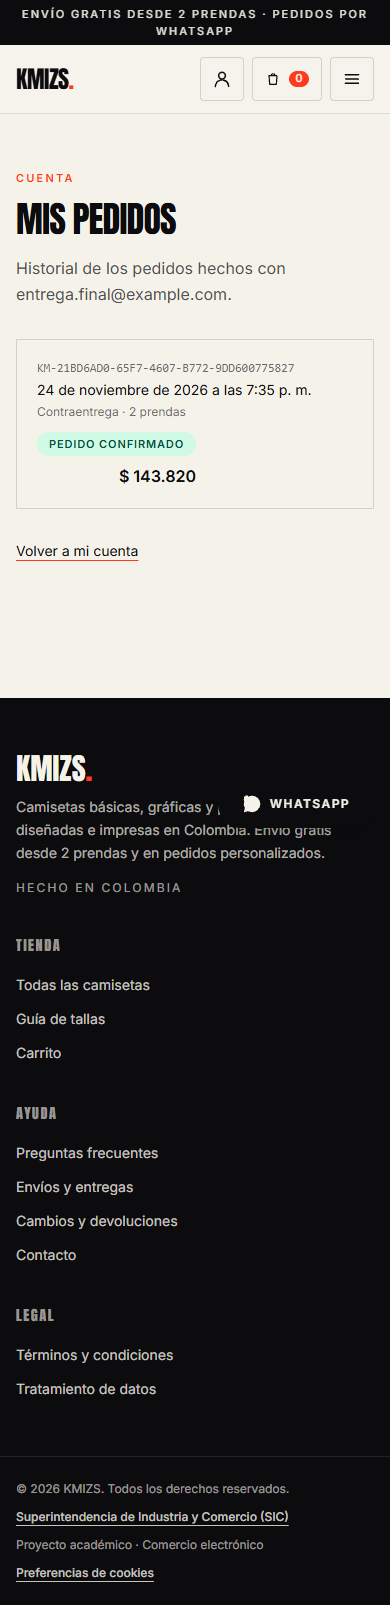 ENVÍO GRATIS DESDE 2 PRENDAS · PEDIDOS POR
WHATSAPP
KMIZS.
0
CUENTA
MIS PEDIDOS
Historial de los pedidos hechos con
entrega.final@example.com.
KM-21BD6AD0-65F7-4607-B772-9DD600775827
24 de noviembre de 2026 a las 7:35 p. m.
Contraentrega · 2 prendas
PEDIDO CONFIRMADO
$ 143.820
Volver a mi cuenta
KMIZS.
Camisetas básicas, gráficas y
WHATSAPP
diseñadas e impresas en Colombia. Envío gratis
desde 2 prendas y en pedidos personalizados.
HECHO EN COLOMBIA
TIENDA
Todas las camisetas
Guía de tallas
Carrito
AYUDA
Preguntas frecuentes
Envíos y entregas
Cambios y devoluciones
Contacto
LEGAL
Términos y condiciones
Tratamiento de datos
© 2026 KMIZS. Todos los derechos reservados.
Superintendencia de Industria y Comercio (SIC)
Proyecto académico · Comercio electrónico
Preferencias de cookies